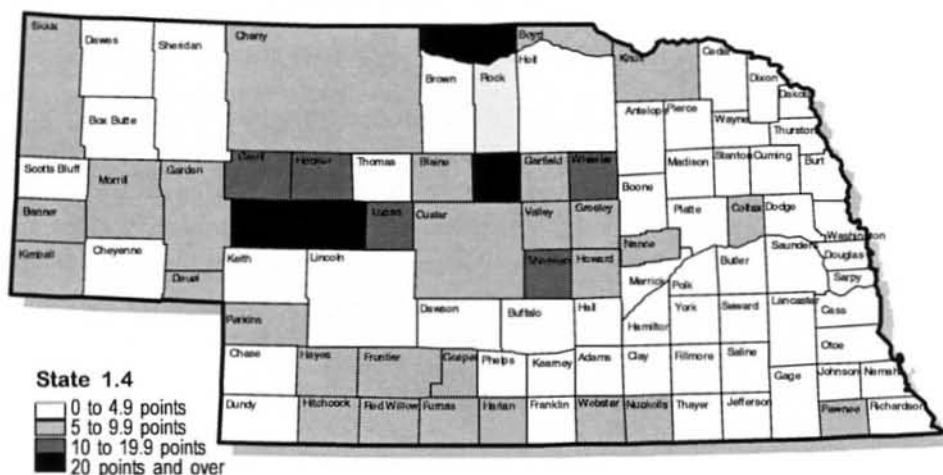 Sioux
Dawes
Sheridan
Cherry
Boyd
Knox
Cedar
Brown
Rock
Holt
Dixon
Dakota
Box Butte
Antelope
Pierce
Wayne
Thurston
Scotts Bluff
Morrill
Garden
Grant
Hooker
Thomas
Blaine
Garfield
Wheeler
Madison
Stanton
Cuming
Burt
Boone
Banner
Logan
Custer
Valley
Greeley
Platte
Colfax
Dodge
Washington
Kimball
Cheyenne
Deuel
Keith
Lincoln
Sherman
Howard
Nance
Merrick
Polk
Butler
Saunders
Douglas
Sarpy
Perkins
Dawson
Buffalo
Hall
Hamilton
York
Seward
Lancaster
Cass
Otoe
Chase
Hayes
Frontier
Gosper
Phelps
Kearney
Adams
Clay
Fillmore
Saline
Gage
Johnson
Nemaha
Dundy
Hitchcock
Red Willow
Furnas
Harlan
Franklin
Webster
Nuckolls
Thayer
Jefferson
Pawnee
Richardson
State 1.4
0 to 4.9 points
5 to 9.9 points
10 to 19.9 points
20 points and over